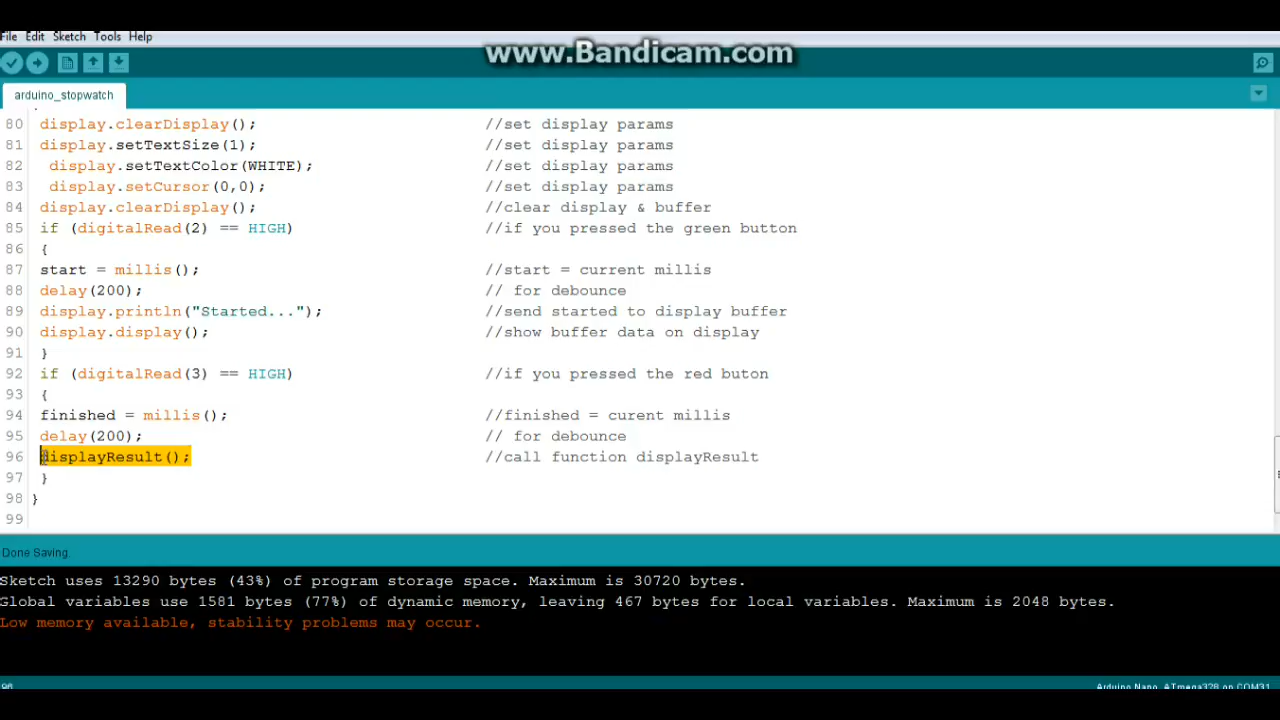 www.Bandicam.com
File Edit Sketch Tools Help
arduino_stopwatch
80 display.clearDisplay(); //set display params
81 display.setTextSize(1); //set display params
82 display.setTextColor(WHITE); //set display params
83 display.setCursor(0,0); //set display params
84 display.clearDisplay(); //clear display & buffer
85 if (digitalRead(2) == HIGH) //if you pressed the green button
86 {
87 start = millis(); //start = current millis
88 delay(200); // for debounce
89 display.println("Started..."); //send started to display buffer
90 display.display(); //show buffer data on display
91 }
92 if (digitalRead(3) == HIGH) //if you pressed the red buton
93 {
94 finished = millis(); //finished = curent millis
95 delay(200); // for debounce
96 displayResult(); //call function displayResult
97 }
98 }
99
Done Saving.
Sketch uses 13290 bytes (43%) of program storage space. Maximum is 30720 bytes.
Global variables use 1581 bytes (77%) of dynamic memory, leaving 467 bytes for local variables. Maximum is 2048 bytes.
Low memory available, stability problems may occur.
96 Arduino Nano, ATmega328 on COM31